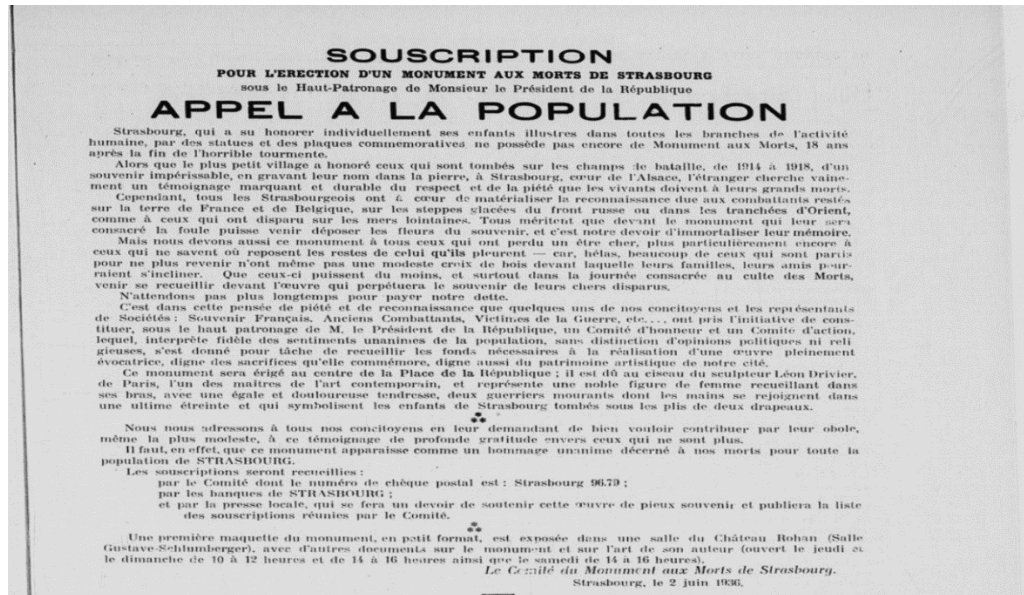 SOUSCRIPTION
POUR L'ERECTION D'UN MONUMENT AUX MORTS DE STRASBOURG
sous le Haut-Patronage de Monsieur le Président de la République
APPEL A LA POPULATION
Strasbourg, qui a su honorer individuellement ses enfants illustres dans toutes les branches de l'activité
humaine, par des statues et des plaques commemoratives ne possède pas encore de Monument aux Morts, 18 ans
après la fin de l'horrible tourmente.
Alors que le plus petit village a honoré ceux qui sont tombés sur les champs de bataille, de 1914 à 1918, d'un
souvenir impérissable, en gravant leur nom dans la pierre, à Strasbourg, cœur de l'Alsace, l'étranger cherche vaine-
ment un témoignage marquant et durable du respect et de la piété que les vivants doivent à leurs grands morts.
Cependant, tous les Strasbourgeois ont à cœur de matérialiser la reconnaissance due aux combattants restés
sur la terre de France et de Belgique, sur les steppes glacées du front russe ou dans les tranchées d'Orient,
comme à ceux qui ont disparu sur les mers lointaines. Tous méritent que devant le monument qui leur sera
consacré la foule puisse venir déposer les fleurs du souvenir, et c'est notre devoir d'immortaliser leur mémoire.
Mais nous devons aussi ce monument à tous ceux qui ont perdu un être cher, plus particulièrement encore à
ceux qui ne savent où reposent les restes de celui qu'ils pleurent — car, hélas, beaucoup de ceux qui sont partis
pour ne plus revenir n'ont même pas une modeste croix de bois devant laquelle leurs familles, leurs amis pour-
raient s'incliner. Que ceux-ci puissent du moins, et surtout dans la journée consacrée au culte des Morts,
venir se recueillir devant l'œuvre qui perpétuera le souvenir de leurs chers disparus.
N'attendons pas plus longtemps pour payer notre dette.
C'est dans cette pensée de piété et de reconnaissance que quelques uns de nos concitoyens et les représentants
de Sociétés : Souvenir Français, Anciens Combattants, Victimes de la Guerre, etc..., ont pris l'initiative de cons-
tituer, sous le haut patronage de M. le Président de la République, un Comité d'honneur et un Comité d'action,
lequel, interprète fidèle des sentiments unanimes de la population, sans distinction d'opinions politiques ni reli
gieuses, s'est donné pour tâche de recueillir les fonds nécessaires à la réalisation d'une œuvre pleinement
évocatrice, digne des sacrifices qu'elle commémore, digne aussi du patrimoine artistique de notre cité.
Ce monument sera érigé au centre de la Place de la République ; il est dû au ciseau du sculpteur Léon Drivier,
de Paris, l'un des maîtres de l'art contemporain, et représente une noble figure de femme recueillant dans
ses bras, avec une égale et douloureuse tendresse, deux guerriers mourants dont les mains se rejoignent dans
une ultime étreinte et qui symbolisent les enfants de Strasbourg tombés sous les plis de deux drapeaux.
Nous nous adressons à tous nos concitoyens en leur demandant de bien vouloir contribuer par leur obole,
même la plus modeste, à ce témoignage de profonde gratitude envers ceux qui ne sont plus.
Il faut, en effet, que ce monument apparaisse comme un hommage unanime décerné à nos morts pour toute la
population de STRASBOURG.
Les souscriptions seront recueillies :
par le Comité dont le numéro de chèque postal est : Strasbourg 96.79 ;
par les banques de STRASBOURG ;
et par la presse locale, qui se fera un devoir de soutenir cette œuvre de pieux souvenir et publiera la liste
des souscriptions réunies par le Comité.
Une première maquette du monument, en petit format, est exposée dans une salle du Château Rohan (Salle
Gustave-Schlumberger), avec d'autres documents sur le monument et sur l'art de son auteur (ouvert le jeudi et
le dimanche de 10 à 12 heures et de 14 à 16 heures ainsi que le samedi de 14 à 16 heures).
Le Comité du Monument aux Morts de Strasbourg.
Strasbourg, le 2 juin 1936.